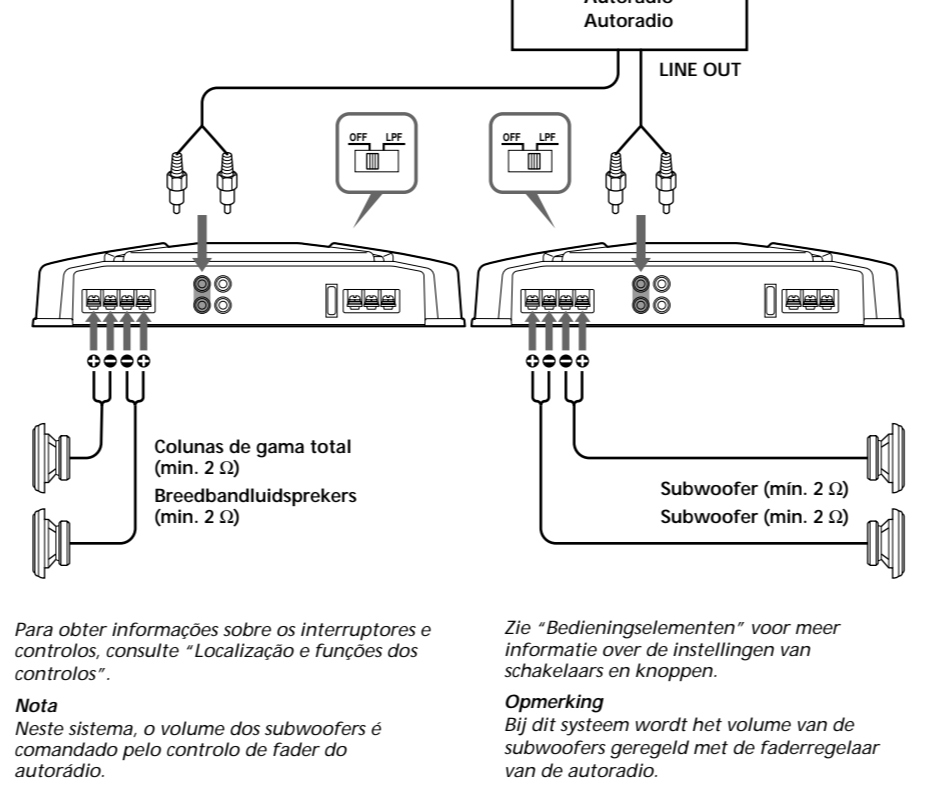 Autoradio
Autoradio
LINE OUT
OFF LPF
OFF LPF
Colunas de gama total
(min. 2 Ω)
Breedbandluidsprekers
(min. 2 Ω)
Subwoofer (mín. 2 Ω)
Subwoofer (min. 2 Ω)
Para obter informações sobre os interruptores e
controlos, consulte “Localização e funções dos
controlos”.
Nota
Neste sistema, o volume dos subwoofers é
comandado pelo controlo de fader do
autorádio.
Zie “Bedieningselementen” voor meer
informatie over de instellingen van
schakelaars en knoppen.
Opmerking
Bij dit systeem wordt het volume van de
subwoofers geregeld met de faderregelaar
van de autoradio.